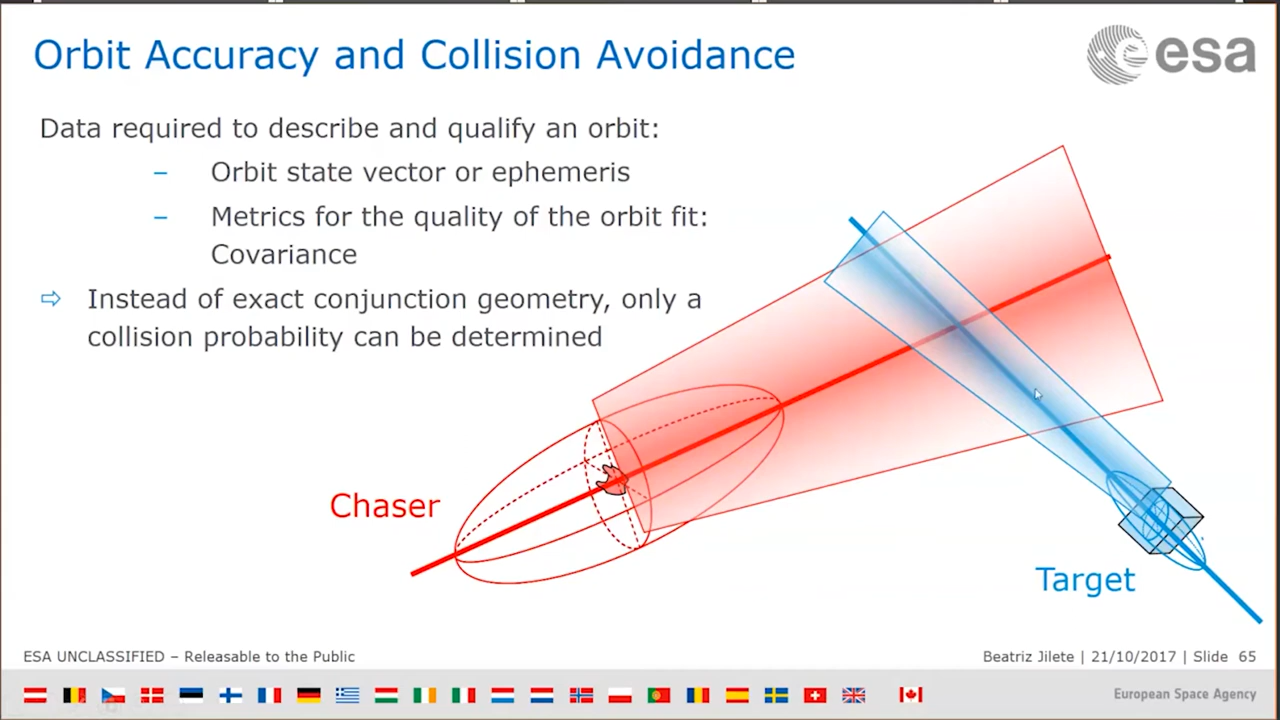 Orbit Accuracy and Collision Avoidance
esa
Data required to describe and qualify an orbit:
– Orbit state vector or ephemeris
– Metrics for the quality of the orbit fit:
Covariance
⇨ Instead of exact conjunction geometry, only a
collision probability can be determined
Chaser
Target
ESA UNCLASSIFIED – Releasable to the Public
Beatriz Jilete | 21/10/2017 | Slide 65
European Space Agency